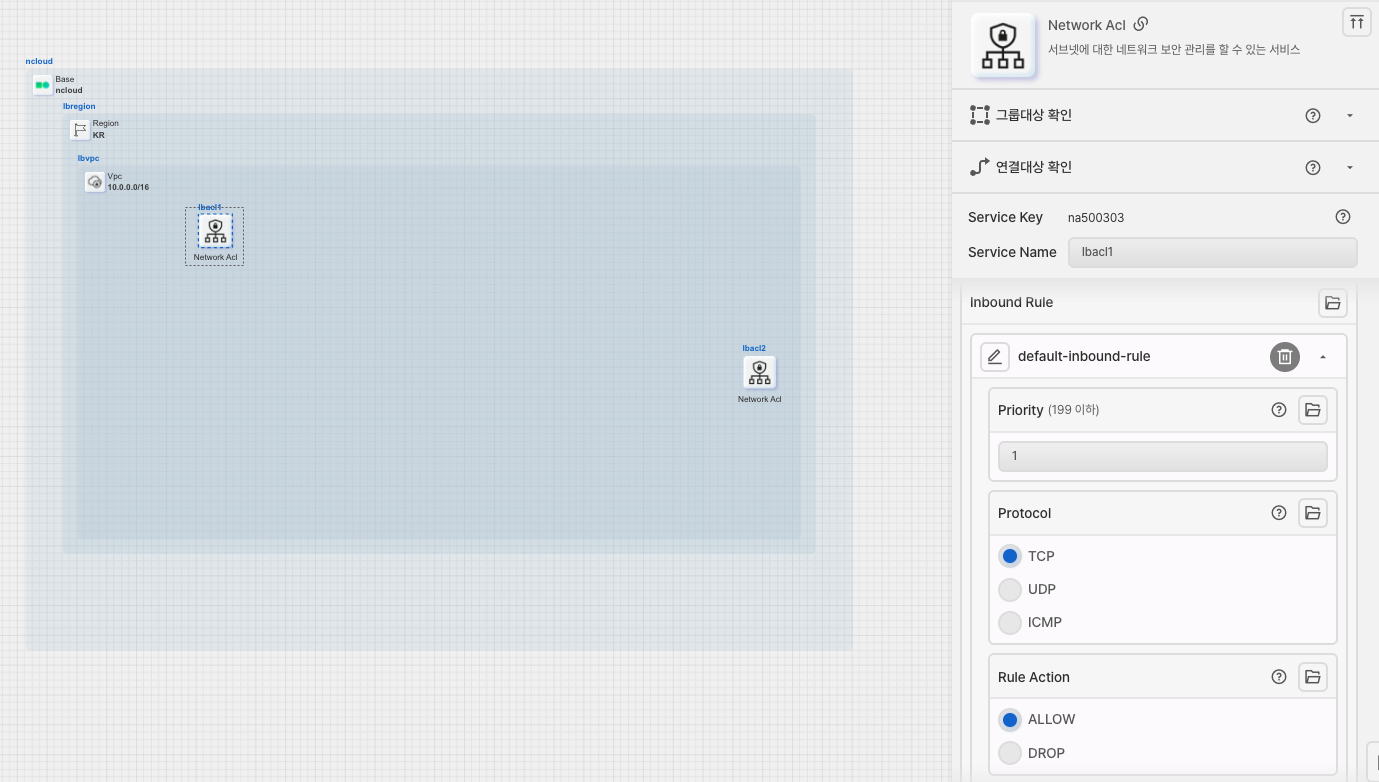 ncloud
Base
ncloud
lbregion
Region
KR
lbvpc
Vpc
10.0.0.0/16
lbacl1
Network Acl
lbacl2
Network Acl
Network Acl
서브넷에 대한 네트워크 보안 관리를 할 수 있는 서비스
그룹대상 확인
연결대상 확인
Service Key na500303
Service Name lbacl1
Inbound Rule
default-inbound-rule
Priority (199 이하)
1
Protocol
TCP
UDP
ICMP
Rule Action
ALLOW
DROP